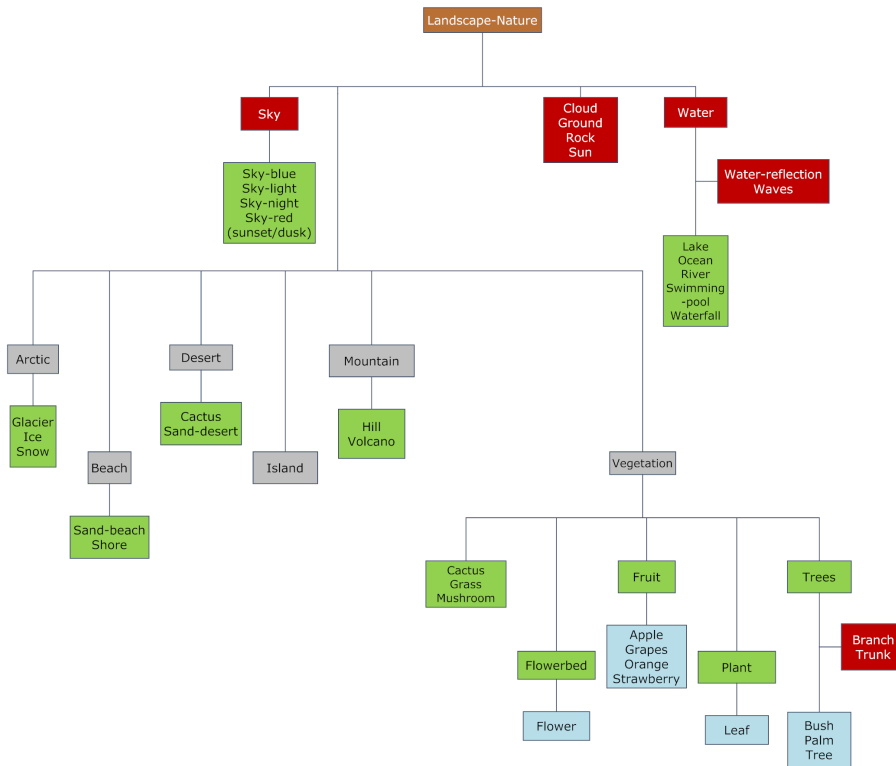 Landscape-Nature
Sky
Cloud
Ground
Rock
Sun
Water
Sky-blue
Sky-light
Sky-night
Sky-red
(sunset/dusk)
Water-reflection
Waves
Lake
Ocean
River
Swimming
-pool
Waterfall
Arctic
Desert
Mountain
Glacier
Ice
Snow
Cactus
Sand-desert
Hill
Volcano
Beach
Island
Vegetation
Sand-beach
Shore
Cactus
Grass
Mushroom
Fruit
Trees
Apple
Grapes
Orange
Strawberry
Branch
Trunk
Flowerbed
Plant
Flower
Leaf
Bush
Palm
Tree